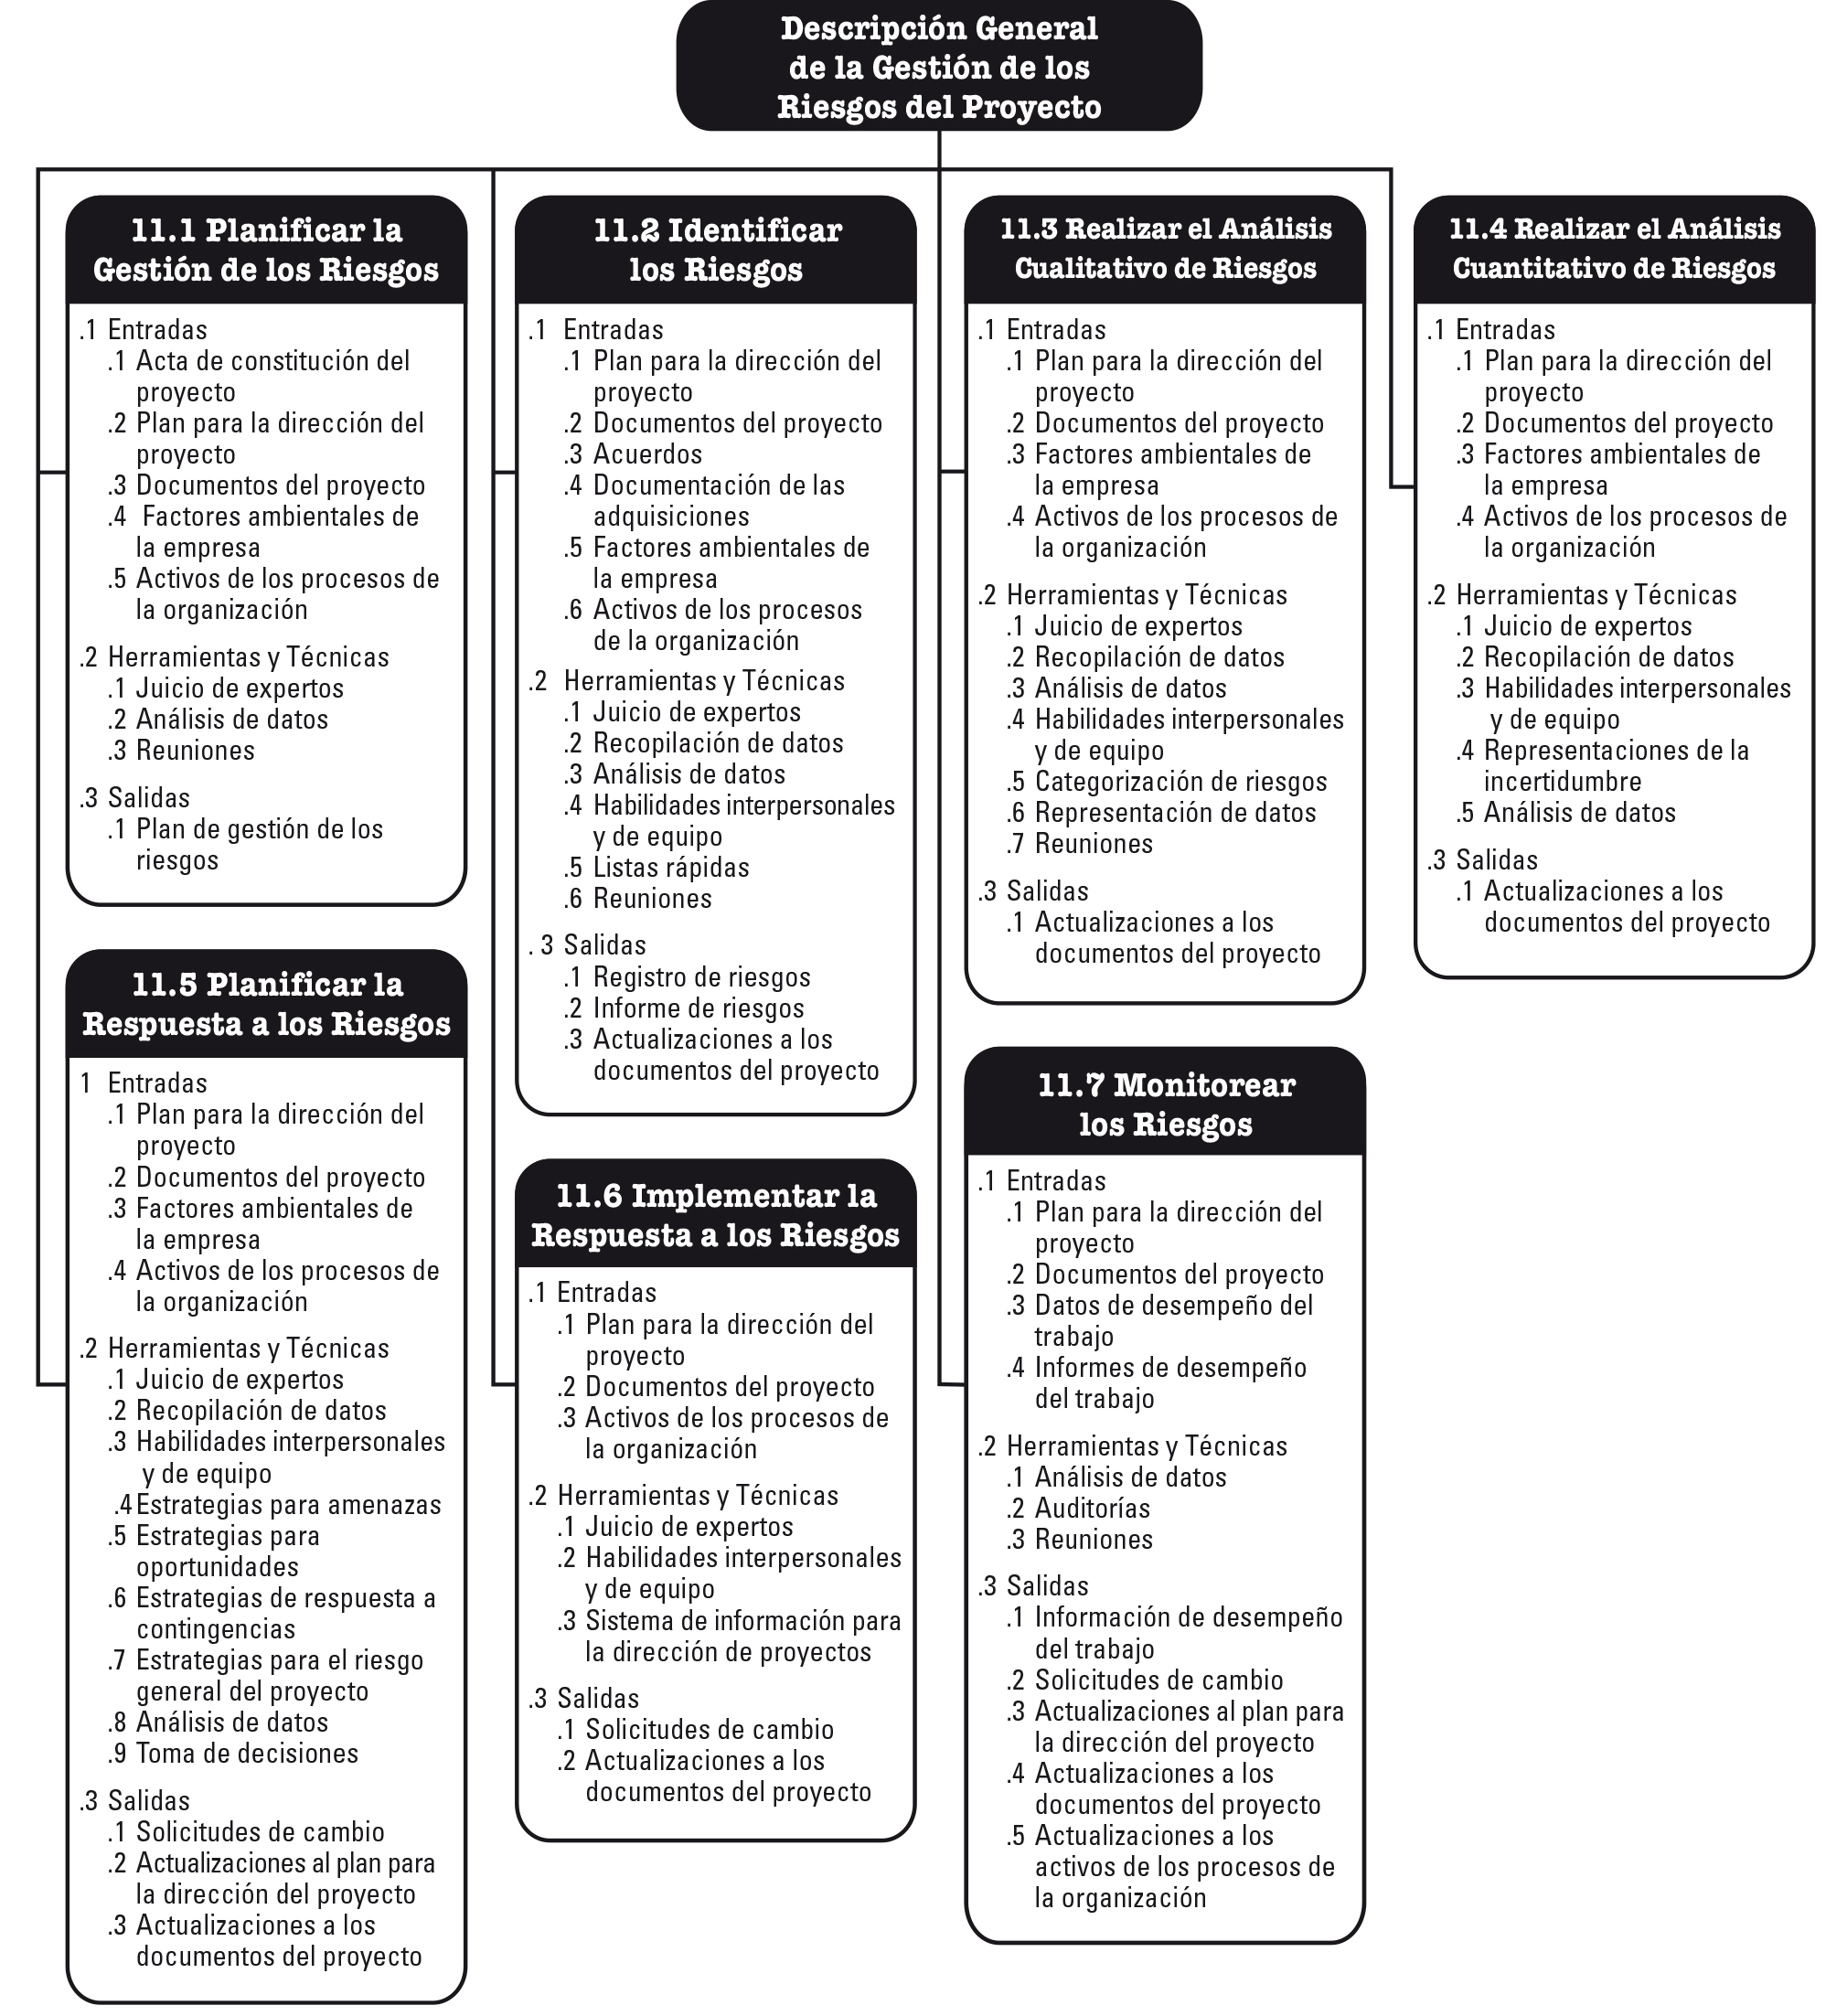 Descripción General
de la Gestión de los
Riesgos del Proyecto
11.1 Planificar la
Gestión de los Riesgos
.1 Entradas
.1 Acta de constitución del
proyecto
.2 Plan para la dirección del
proyecto
.3 Documentos del proyecto
.4 Factores ambientales de
la empresa
.5 Activos de los procesos de
la organización
.2 Herramientas y Técnicas
.1 Juicio de expertos
.2 Análisis de datos
.3 Reuniones
.3 Salidas
.1 Plan de gestión de los
riesgos
11.2 Identificar
los Riesgos
.1 Entradas
.1 Plan para la dirección del
proyecto
.2 Documentos del proyecto
.3 Acuerdos
.4 Documentación de las
adquisiciones
.5 Factores ambientales de
la empresa
.6 Activos de los procesos
de la organización
.2 Herramientas y Técnicas
.1 Juicio de expertos
.2 Recopilación de datos
.3 Análisis de datos
.4 Habilidades interpersonales
y de equipo
.5 Listas rápidas
.6 Reuniones
. 3 Salidas
.1 Registro de riesgos
.2 Informe de riesgos
.3 Actualizaciones a los
documentos del proyecto
11.3 Realizar el Análisis
Cualitativo de Riesgos
.1 Entradas
.1 Plan para la dirección del
proyecto
.2 Documentos del proyecto
.3 Factores ambientales de
la empresa
.4 Activos de los procesos de
la organización
.2 Herramientas y Técnicas
.1 Juicio de expertos
.2 Recopilación de datos
.3 Análisis de datos
.4 Habilidades interpersonales
y de equipo
.5 Categorización de riesgos
.6 Representación de datos
.7 Reuniones
.3 Salidas
.1 Actualizaciones a los
documentos del proyecto
11.4 Realizar el Análisis
Cuantitativo de Riesgos
.1 Entradas
.1 Plan para la dirección del
proyecto
.2 Documentos del proyecto
.3 Factores ambientales de
la empresa
.4 Activos de los procesos de
la organización
.2 Herramientas y Técnicas
.1 Juicio de expertos
.2 Recopilación de datos
.3 Habilidades interpersonales
y de equipo
.4 Representaciones de la
incertidumbre
.5 Análisis de datos
.3 Salidas
.1 Actualizaciones a los
documentos del proyecto
11.5 Planificar la
Respuesta a los Riesgos
1 Entradas
.1 Plan para la dirección del
proyecto
.2 Documentos del proyecto
.3 Factores ambientales de
la empresa
.4 Activos de los procesos de
la organización
.2 Herramientas y Técnicas
.1 Juicio de expertos
.2 Recopilación de datos
.3 Habilidades interpersonales
y de equipo
.4 Estrategias para amenazas
.5 Estrategias para
oportunidades
.6 Estrategias de respuesta a
contingencias
.7 Estrategias para el riesgo
general del proyecto
.8 Análisis de datos
.9 Toma de decisiones
.3 Salidas
.1 Solicitudes de cambio
.2 Actualizaciones al plan para
la dirección del proyecto
.3 Actualizaciones a los
documentos del proyecto
11.6 Implementar la
Respuesta a los Riesgos
.1 Entradas
.1 Plan para la dirección del
proyecto
.2 Documentos del proyecto
.3 Activos de los procesos de
la organización
.2 Herramientas y Técnicas
.1 Juicio de expertos
.2 Habilidades interpersonales
y de equipo
.3 Sistema de información para
la dirección de proyectos
.3 Salidas
.1 Solicitudes de cambio
.2 Actualizaciones a los
documentos del proyecto
11.7 Monitorear
los Riesgos
.1 Entradas
.1 Plan para la dirección del
proyecto
.2 Documentos del proyecto
.3 Datos de desempeño del
trabajo
.4 Informes de desempeño
del trabajo
.2 Herramientas y Técnicas
.1 Análisis de datos
.2 Auditorías
.3 Reuniones
.3 Salidas
.1 Información de desempeño
del trabajo
.2 Solicitudes de cambio
.3 Actualizaciones al plan para
la dirección del proyecto
.4 Actualizaciones a los
documentos del proyecto
.5 Actualizaciones a los
activos de los procesos de
la organización